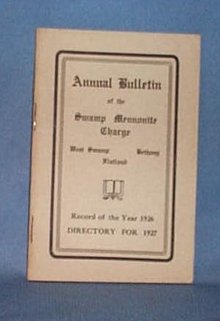 Annual Bulletin
of the
Swamp Mennonite
Charge
West Swamp Bethany
Flatland
Record of the Year 1926
DIRECTORY FOR 1927